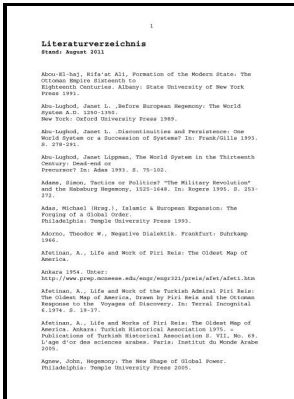 1
Literaturverzeichnis
Stand: August 2011
Abou-El-haj, Rifa'at Ali, Formation of the Modern State: The
Ottoman Empire Sixteenth to
Eighteenth Centuries. Albany: State University of New York
Press 1991.
Abu-Lughod, Janet L. ,Before European Hegemony: The World
System A.D. 1250-1350.
New York: Oxford University Press 1989.
Abu-Lughod, Janet L. ,Discontinuities and Persistence: One
World System or a Succession of Systems? In: Frank/Gills 1993.
S. 278-291.
Abu-Lughod, Janet Lippman, The World System in the Thirteenth
Century: Dead-end or
Precursor? In: Adas 1993. S. 75-102.
Adams, Simon, Tactics or Politics? "The Military Revolution"
and the Habsburg Hegemony, 1525-1648. In: Rogers 1995. S. 253-
272.
Adas, Michael (Hrsg.), Islamic & European Expansion: The
Forging of a Global Order.
Philadelphia: Temple University Press 1993.
Adorno, Theodor W., Negative Dialektik. Frankfurt: Suhrkamp
1966.
Afetinan, A., Life and Work of Piri Reis: The Oldest Map of
America.
Ankara 1954. Unter:
http://www.prep.mcneese.edu/engr/engr321/preis/afet/afet1.htm
Afetinan, A., Life and Work of the Turkish Admiral Piri Reis:
The Oldest Map of America, Drawn by Piri Reis and the Ottoman
Response to the Voyages of Discovery. In: Terrai Incognitai
6.1974. S. 19-37.
Afetinan, A., Life and Works of Piri Reis: The Oldest Map of
America. Ankara: Turkish Historical Association 1975. =
Publications of Turkish Historical Association S. VII, No. 69.
L'age d'or des sciences arabes. Paris: Institut du Monde Arabe
2005.
Agnew, John, Hegemony: The New Shape of Global Power.
Philadelphia: Temple University Press 2005.